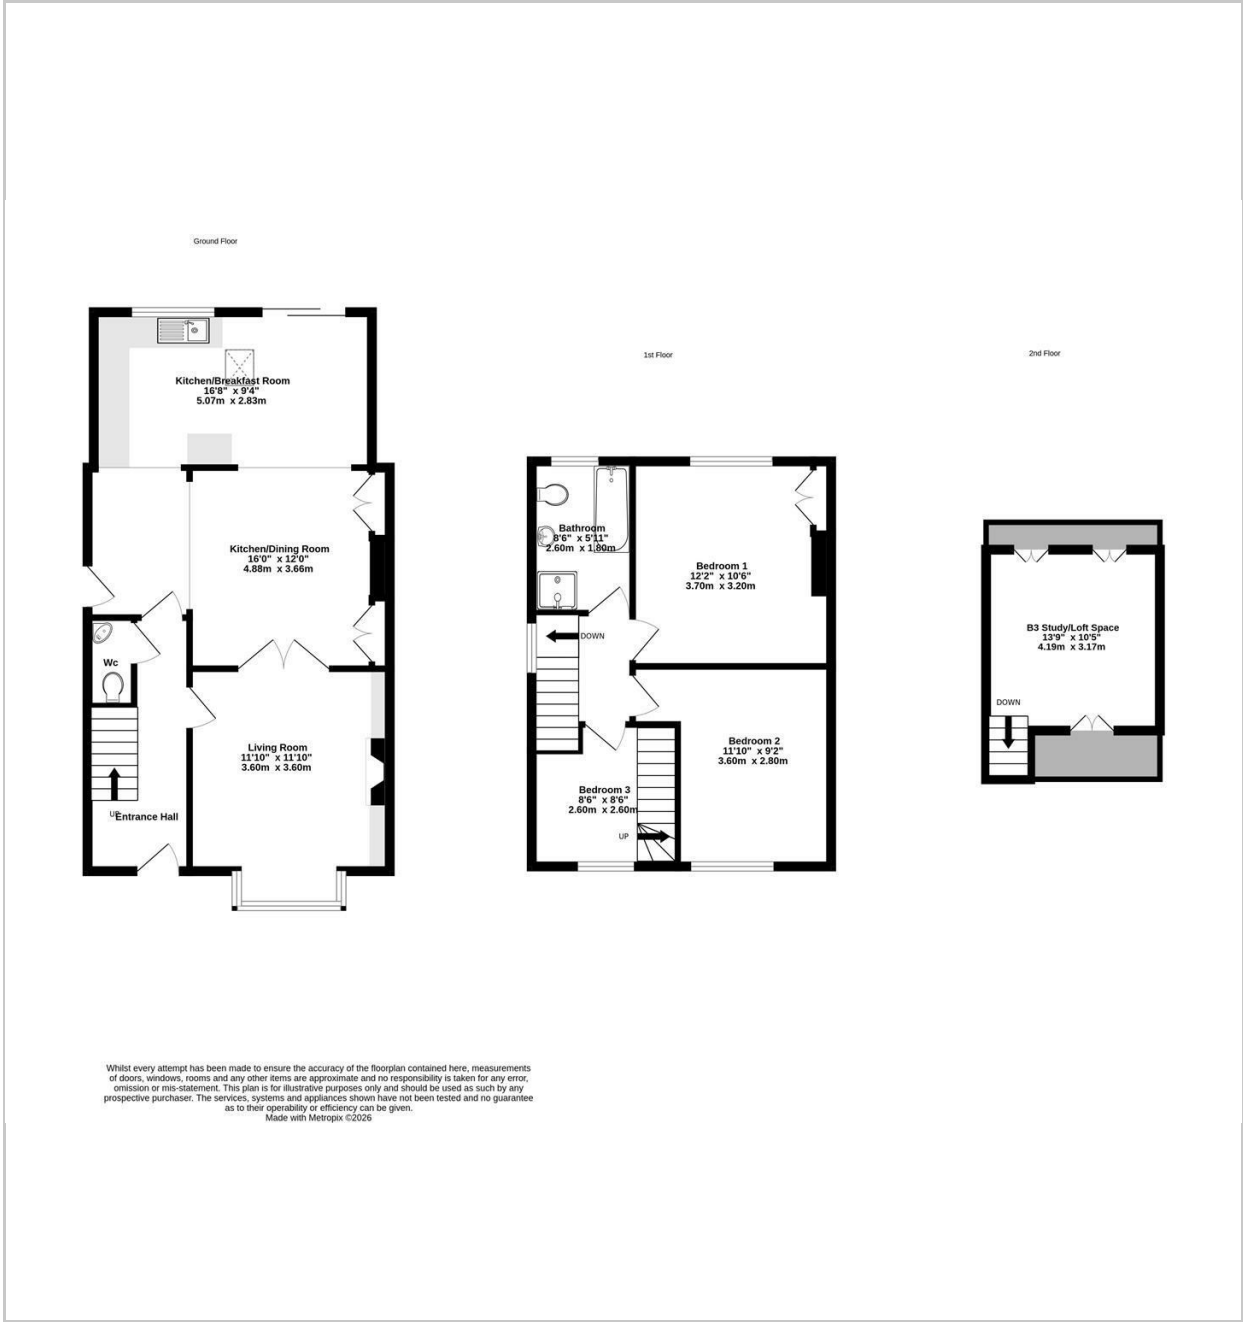 Ground Floor
Kitchen/Breakfast Room
16'8" x 9'4"
5.07m x 2.83m
Kitchen/Dining Room
16'0" x 12'0"
4.88m x 3.66m
Wc
Living Room
11'10" x 11'10"
3.60m x 3.60m
UP
Entrance Hall
1st Floor
Bathroom
8'6" x 5'11"
2.60m x 1.80m
Bedroom 1
12'2" x 10'6"
3.70m x 3.20m
DOWN
Bedroom 2
11'10" x 9'2"
3.60m x 2.80m
Bedroom 3
8'6" x 8'6"
2.60m x 2.60m
UP
2nd Floor
B3 Study/Loft Space
13'9" x 10'5"
4.19m x 3.17m
DOWN
Whilst every attempt has been made to ensure the accuracy of the floorplan contained here, measurements
of doors, windows, rooms and any other items are approximate and no responsibility is taken for any error,
omission or mis-statement. This plan is for illustrative purposes only and should be used as such by any
prospective purchaser. The services, systems and appliances shown have not been tested and no guarantee
as to their operability or efficiency can be given.
Made with Metropix ©2026